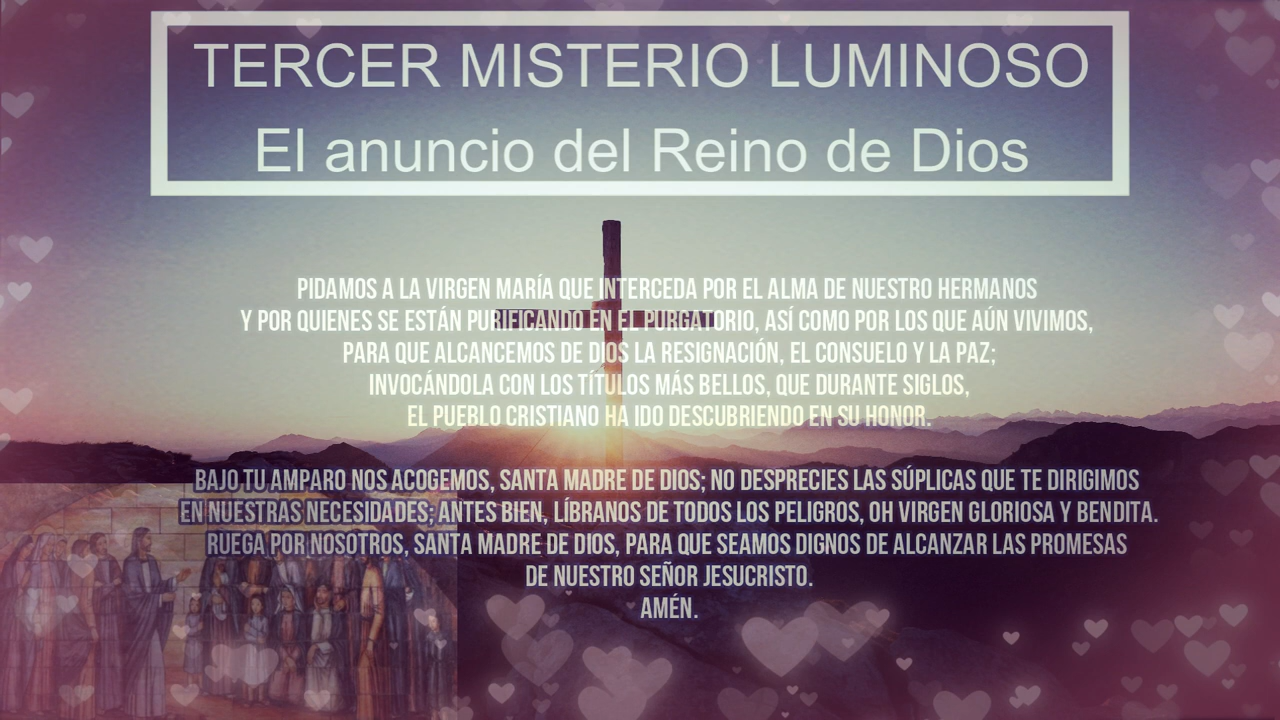 TERCER MISTERIO LUMINOSO
El anuncio del Reino de Dios
PIDAMOS A LA VIRGEN MARÍA QUE INTERCEDA POR EL ALMA DE NUESTRO HERMANOS
Y POR QUIENES SE ESTÁN PURIFICANDO EN EL PURGATORIO, ASÍ COMO POR LOS QUE AÚN VIVIMOS,
PARA QUE ALCANCEMOS DE DIOS LA RESIGNACIÓN, EL CONSUELO Y LA PAZ;
INVOCÁNDOLA CON LOS TÍTULOS MÁS BELLOS, QUE DURANTE SIGLOS,
EL PUEBLO CRISTIANO HA IDO DESCUBRIENDO EN SU HONOR.
BAJO TU AMPARO NOS ACOGEMOS, SANTA MADRE DE DIOS; NO DESPRECIES LAS SÚPLICAS QUE TE DIRIGIMOS
EN NUESTRAS NECESIDADES; ANTES BIEN, LÍBRANOS DE TODOS LOS PELIGROS, OH VIRGEN GLORIOSA Y BENDITA.
RUEGA POR NOSOTROS, SANTA MADRE DE DIOS, PARA QUE SEAMOS DIGNOS DE ALCANZAR LAS PROMESAS
DE NUESTRO SEÑOR JESUCRISTO.
AMÉN.